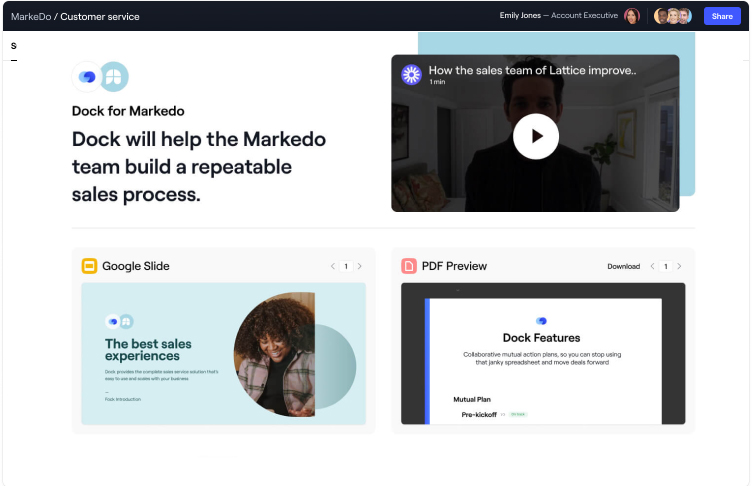 MarkeDo / Customer service
Emily Jones — Account Executive
Share
S
Dock for Markedo
Dock will help the Markedo
team build a repeatable
sales process.
How the sales team of Lattice improve..
1 min
Google Slide
1
The best sales
experiences
Dock provides the complete sales service solution that's
easy to use and scales with your business
—
Fuck Introduction
PDF Preview
Download
1
Dock Features
Collaborative mutual action plans, so you can stop using
that janky spreadsheet and move deals forward
Mutual Plan
Pre-kickoff